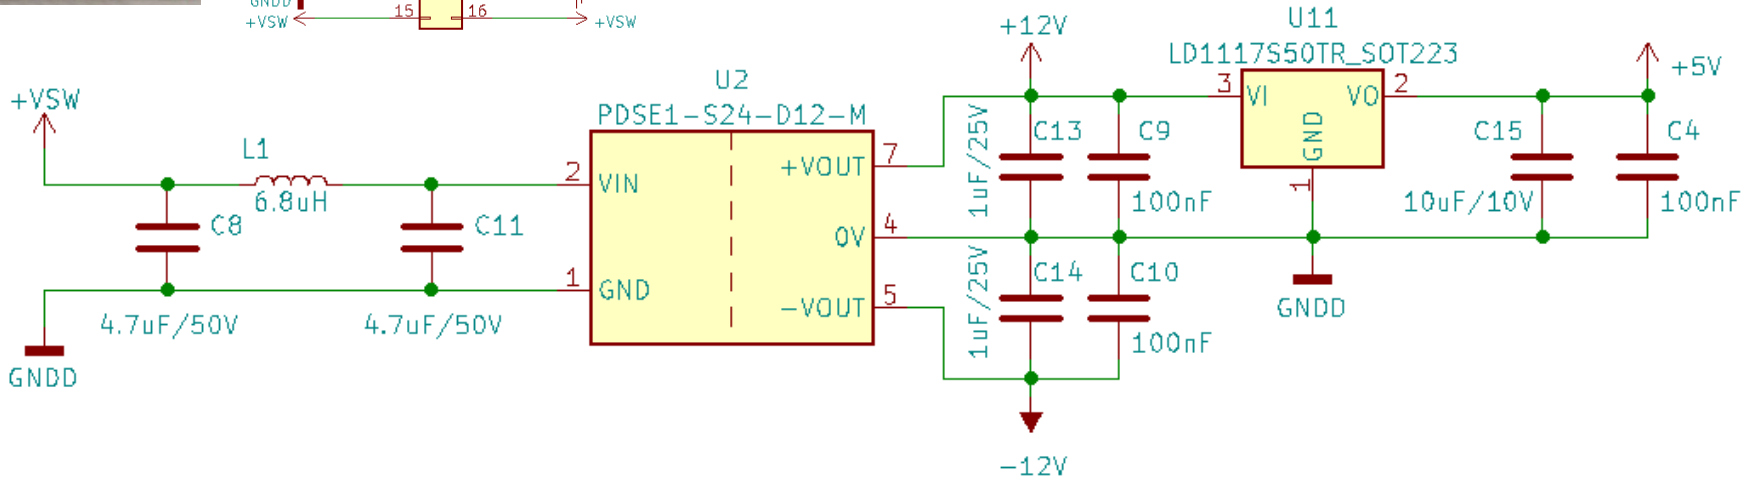 GNDD
+VSW
15
16
+VSW
+12V
U11
LD1117S50TR_SOT223
+5V
3
VI
VO
2
GND
1
+VSW
U2
PDSE1-S24-D12-M
L1
6.8uH
2
VIN
+VOUT
7
0V
4
-VOUT
5
1
GND
C8
C11
4.7uF/50V
4.7uF/50V
GNDD
C13
1uF/25V
C9
100nF
C14
1uF/25V
C10
100nF
C15
10uF/10V
C4
100nF
GNDD
-12V